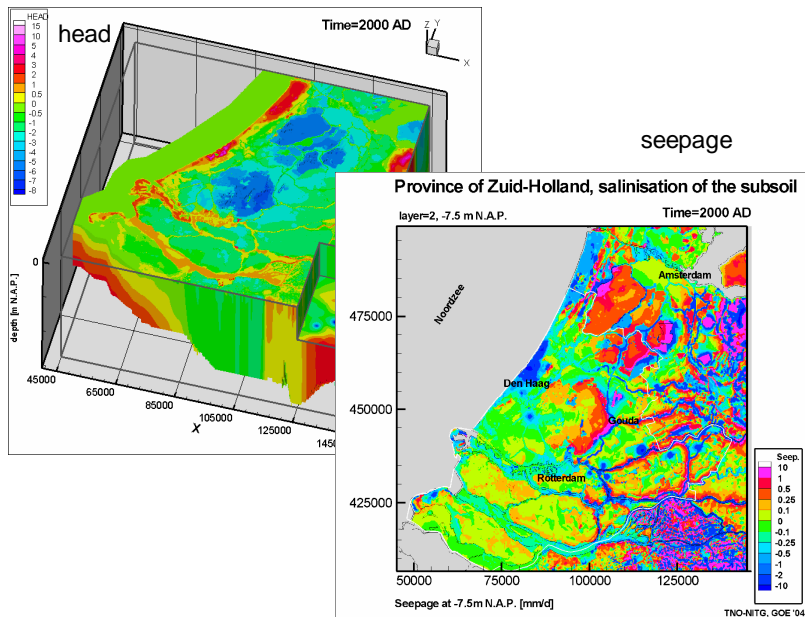 head
HEAD
15
10
5
4
3
2
1
0.5
0
-0.5
-1
-2
-3
-4
-5
-6
-7
-8
Time=2000 AD
Z
Y
X
0
depth [m N.A.P.]
45000
65000
85000
105000
125000
145
X
seepage
Province of Zuid-Holland, salinisation of the subsoil
layer=2, -7.5 m N.A.P.
Time=2000 AD
Noordzee
Amsterdam
Den Haag
Gouda
Rotterdam
475000
450000
425000
50000
75000
100000
125000
Seepage at -7.5m N.A.P. [mm/d]
Seep.
10
1
0.5
0.25
0.1
0
-0.1
-0.25
-0.5
-1
-2
-10
TNO-NITG, GOE '04